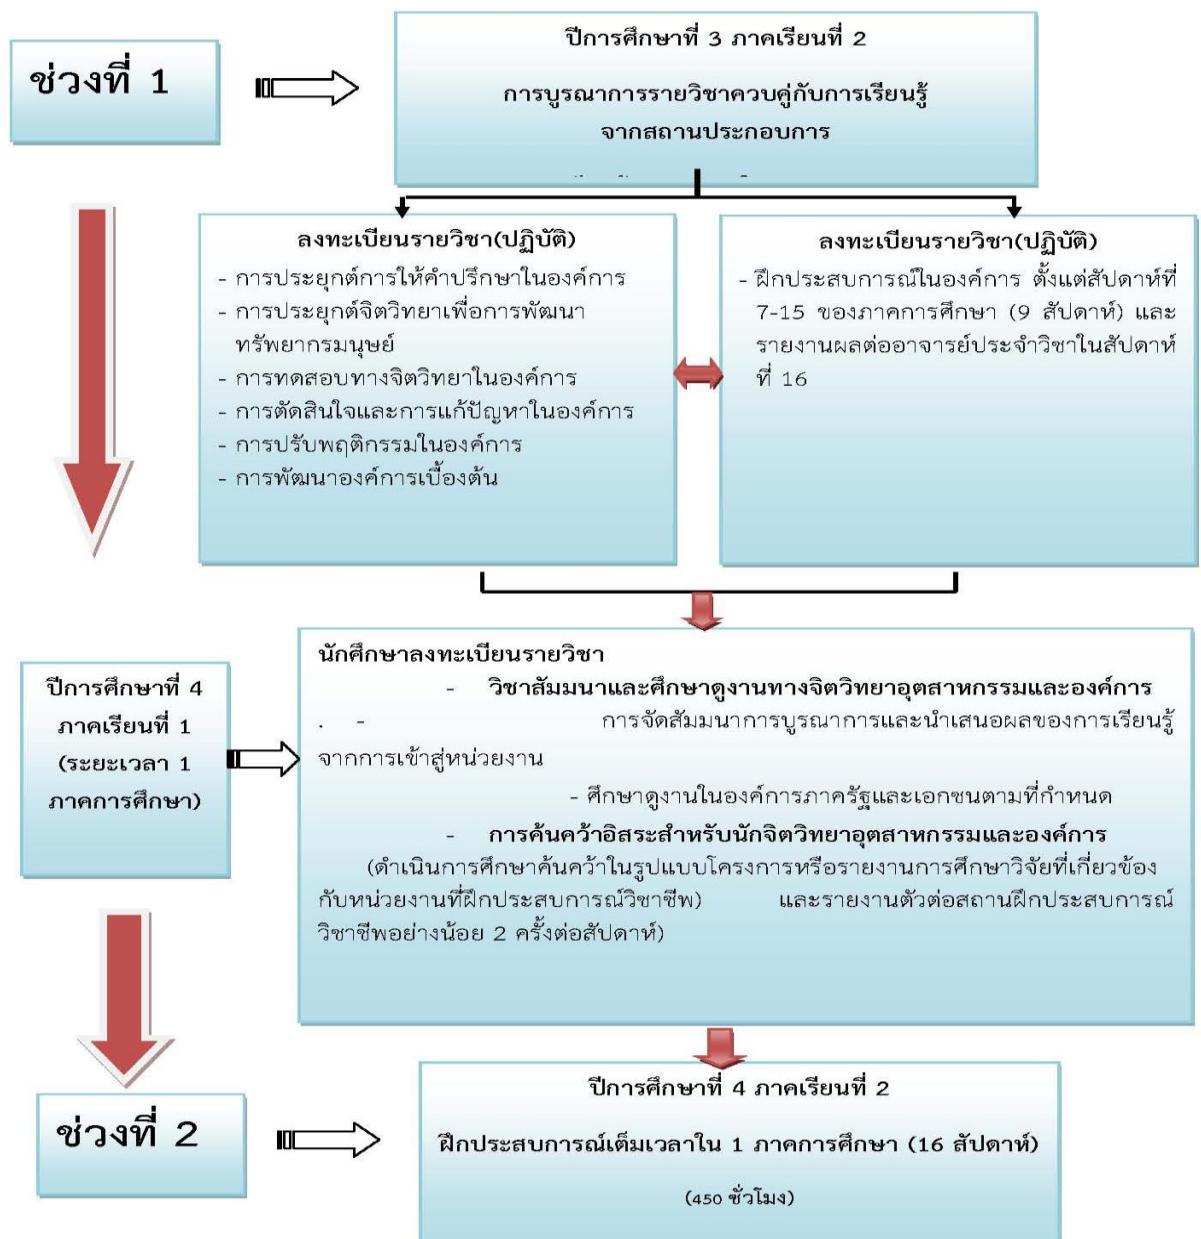 ช่วงที่ 1
ปีการศึกษาที่ 3 ภาคเรียนที่ 2
การบูรณาการรายวิชาควบคู่กับการเรียนรู้
จากสถานประกอบการ
ลงทะเบียนรายวิชา(ปฏิบัติ)
- การประยุกต์การให้คำปรึกษาในองค์การ
- การประยุกต์จิตวิทยาเพื่อการพัฒนา
ทรัพยากรมนุษย์
- การทดสอบทางจิตวิทยาในองค์การ
- การตัดสินใจและการแก้ปัญหาในองค์การ
- การปรับพฤติกรรมในองค์การ
- การพัฒนาองค์การเบื้องต้น
ลงทะเบียนรายวิชา(ปฏิบัติ)
- ฝึกประสบการณ์ในองค์การ ตั้งแต่สัปดาห์ที่
7-15 ของภาคการศึกษา (9 สัปดาห์) และ
รายงานผลต่ออาจารย์ประจำวิชาในสัปดาห์
ที่ 16
ปีการศึกษาที่ 4
ภาคเรียนที่ 1
(ระยะเวลา 1
ภาคการศึกษา)
นักศึกษาลงทะเบียนรายวิชา
- วิชาสัมมนาและศึกษาดูงานทางจิตวิทยาอุตสาหกรรมและองค์การ
. - การจัดสัมมนาการบูรณาการและนำเสนอผลของการเรียนรู้
จากการเข้าสู่หน่วยงาน
- ศึกษาดูงานในองค์การภาครัฐและเอกชนตามที่กำหนด
- การค้นคว้าอิสระสำหรับนักจิตวิทยาอุตสาหกรรมและองค์การ
(ดำเนินการศึกษาค้นคว้าในรูปแบบโครงการหรือรายงานการศึกษาวิจัยที่เกี่ยวข้อง
กับหน่วยงานที่ฝึกประสบการณ์วิชาชีพ) และรายงานตัวต่อสถานฝึกประสบการณ์
วิชาชีพอย่างน้อย 2 ครั้งต่อสัปดาห์)
ช่วงที่ 2
ปีการศึกษาที่ 4 ภาคเรียนที่ 2
ฝึกประสบการณ์เต็มเวลาใน 1 ภาคการศึกษา (16 สัปดาห์)
(450 ชั่วโมง)